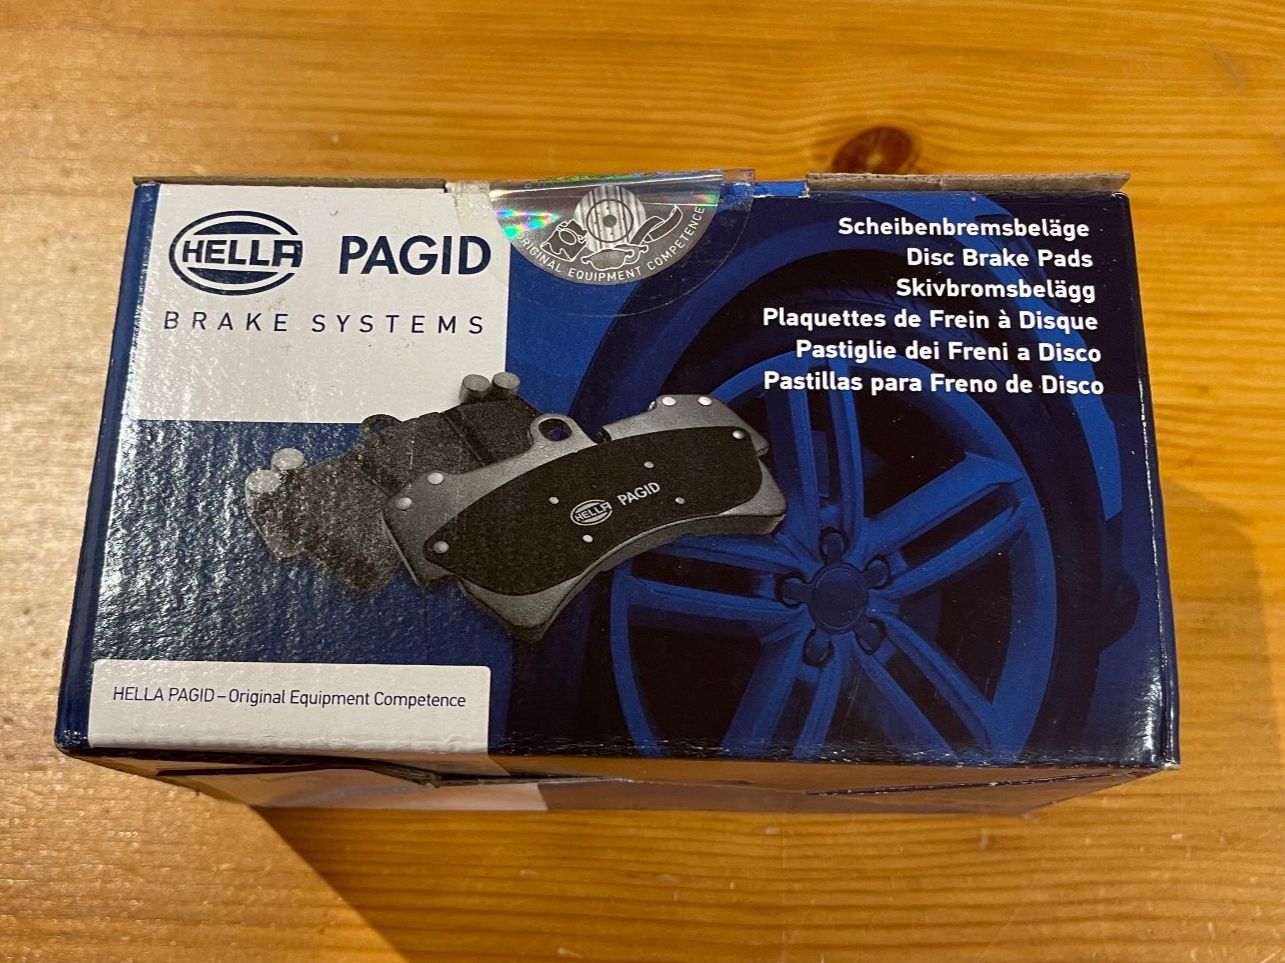 HELLA PAGID
BRAKE SYSTEMS
ORIGINAL EQUIPMENT COMPETENCE
Scheibenbremsbeläge
Disc Brake Pads
Skivbromsbelägg
Plaquettes de Frein à Disque
Pastiglie dei Freni a Disco
Pastillas para Freno de Disco
HELLA PAGID
HELLA PAGID – Original Equipment Competence